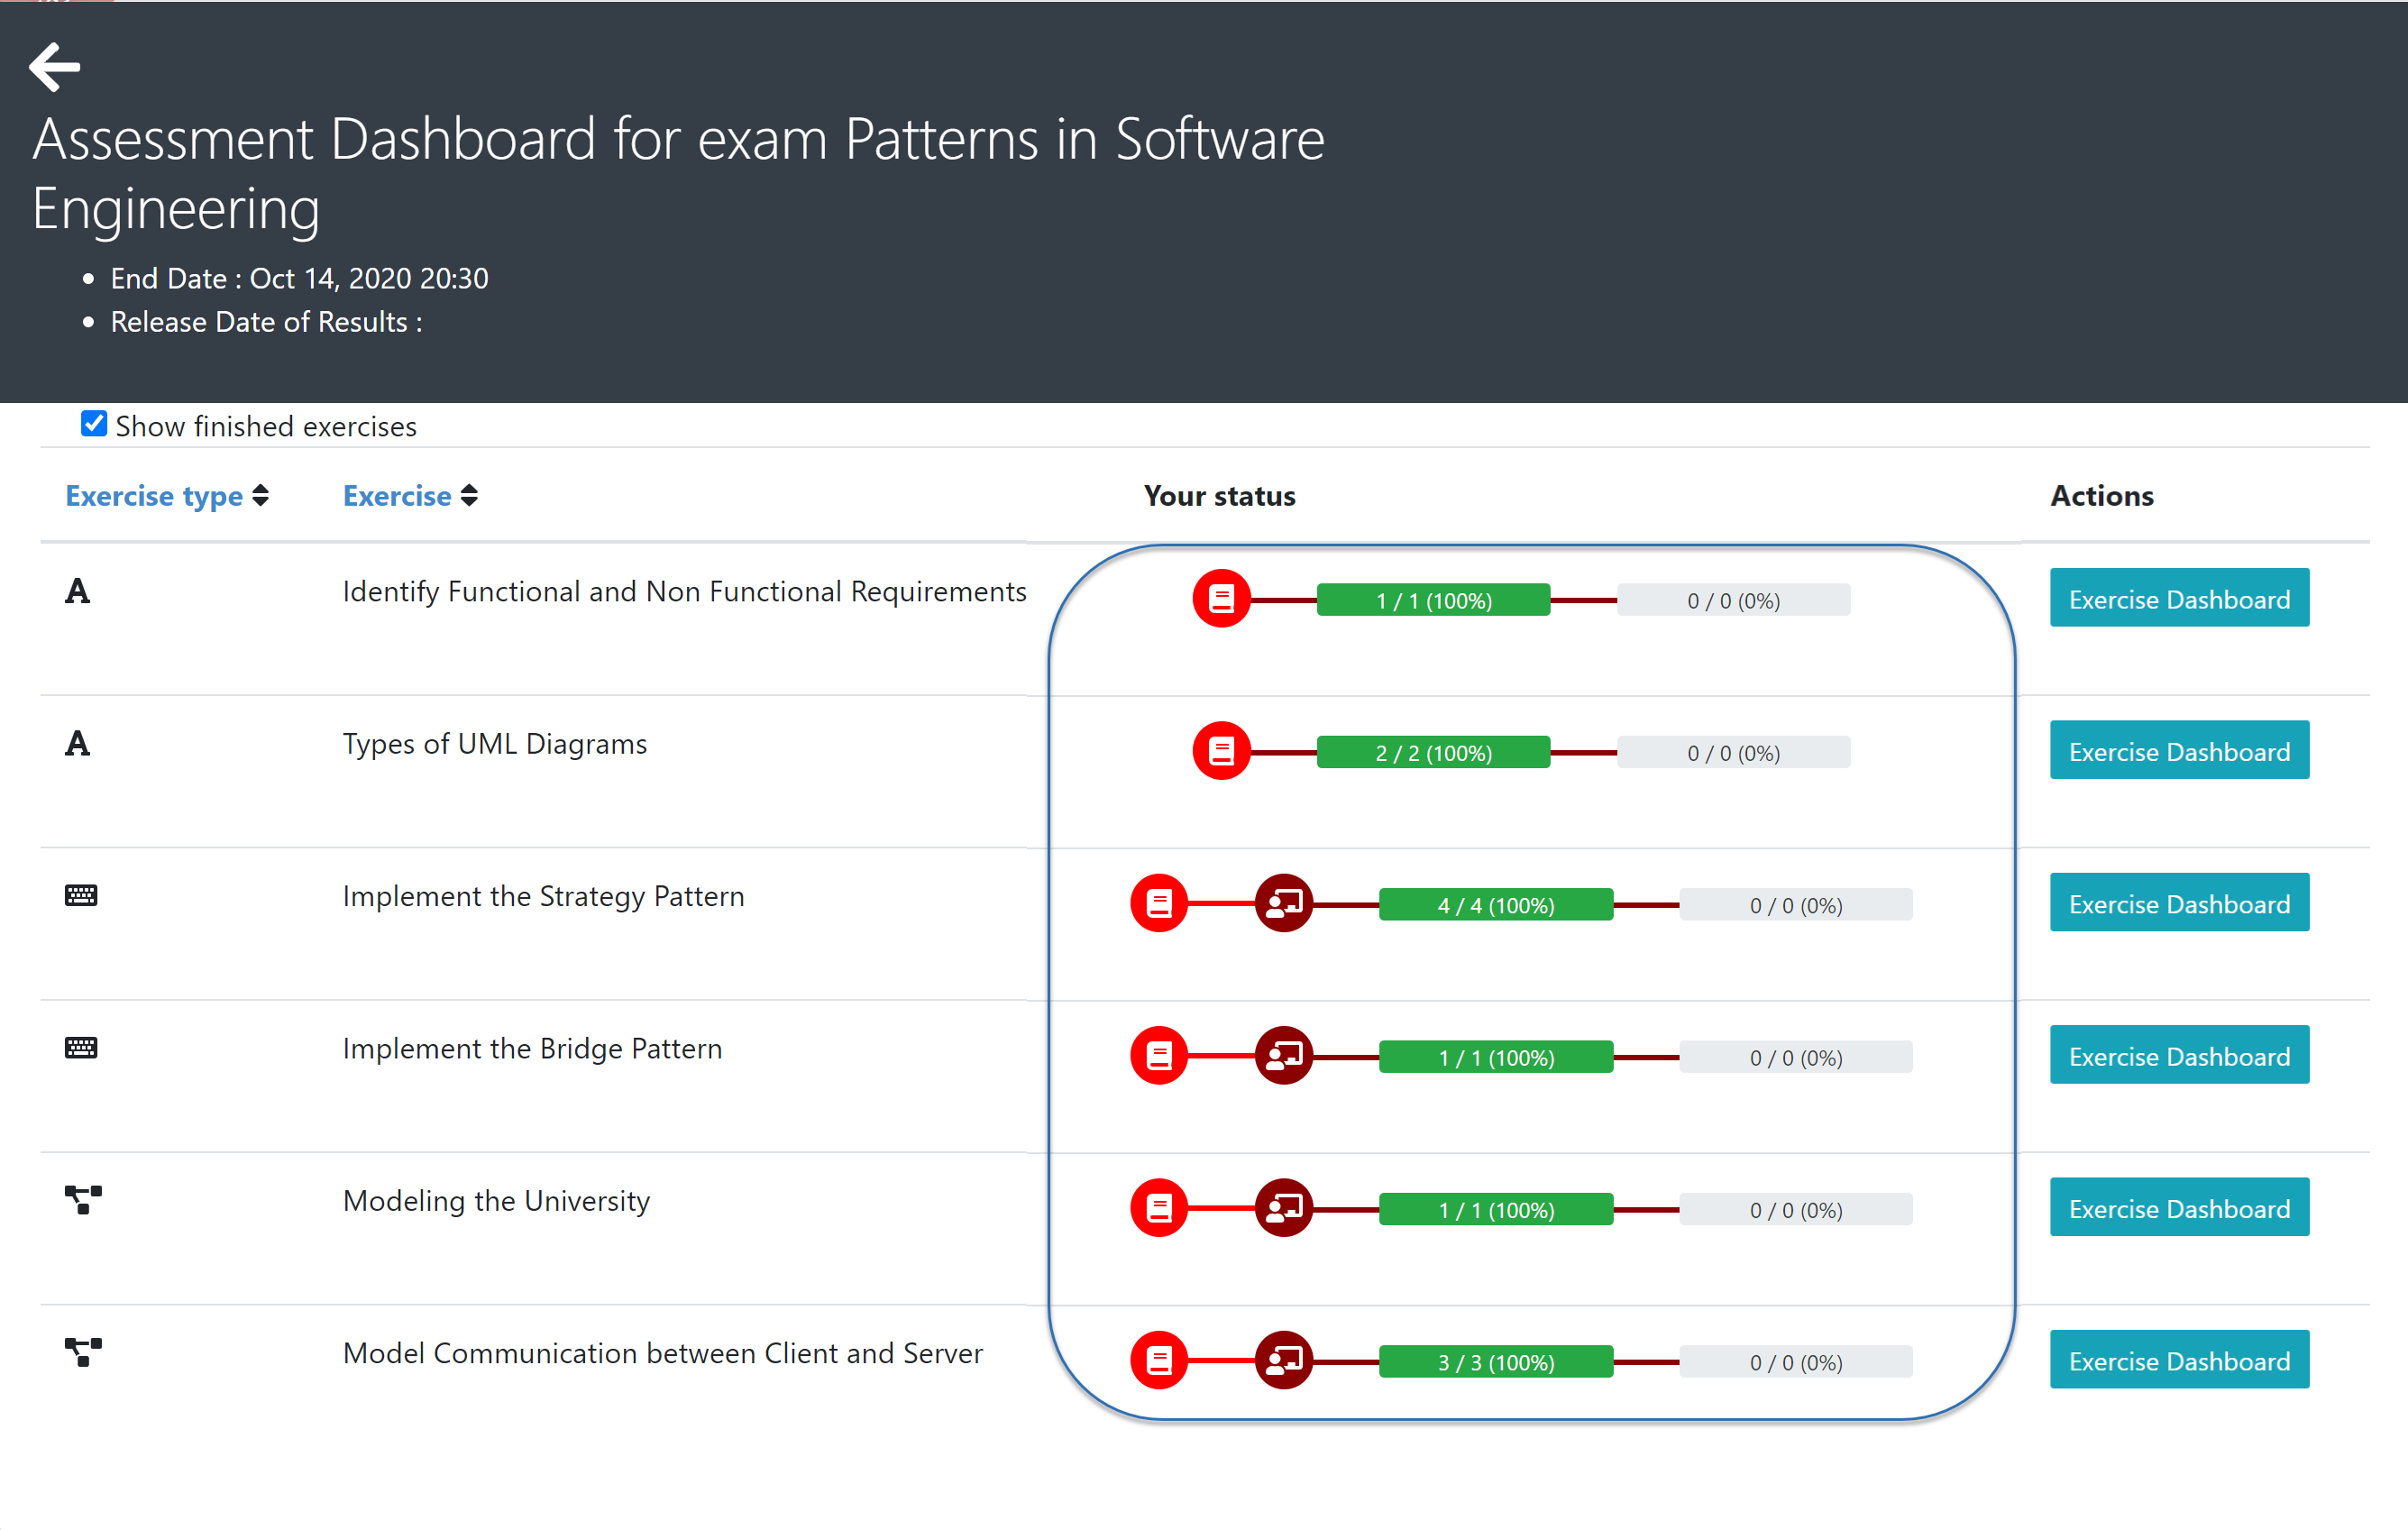 Assessment Dashboard for exam Patterns in Software
Engineering
• End Date : Oct 14, 2020 20:30
• Release Date of Results :
Show finished exercises
Exercise type Exercise Your status Actions
Identify Functional and Non Functional Requirements 1 / 1 (100%) 0 / 0 (0%) Exercise Dashboard
Types of UML Diagrams 2 / 2 (100%) 0 / 0 (0%) Exercise Dashboard
Implement the Strategy Pattern 4 / 4 (100%) 0 / 0 (0%) Exercise Dashboard
Implement the Bridge Pattern 1 / 1 (100%) 0 / 0 (0%) Exercise Dashboard
Modeling the University 1 / 1 (100%) 0 / 0 (0%) Exercise Dashboard
Model Communication between Client and Server 3 / 3 (100%) 0 / 0 (0%) Exercise Dashboard